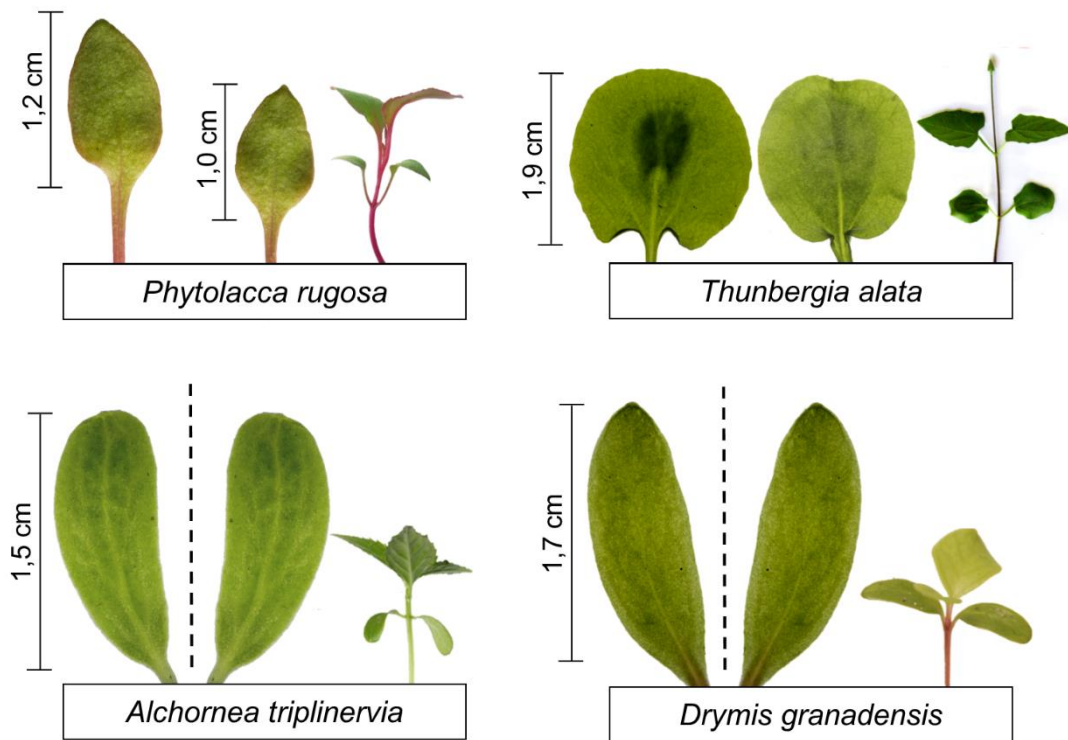 1,2 cm
1,0 cm
Phytolacca rugosa
1,9 cm
Thunbergia alata
1,5 cm
Alchornea triplinervia
1,7 cm
Drymis granadensis